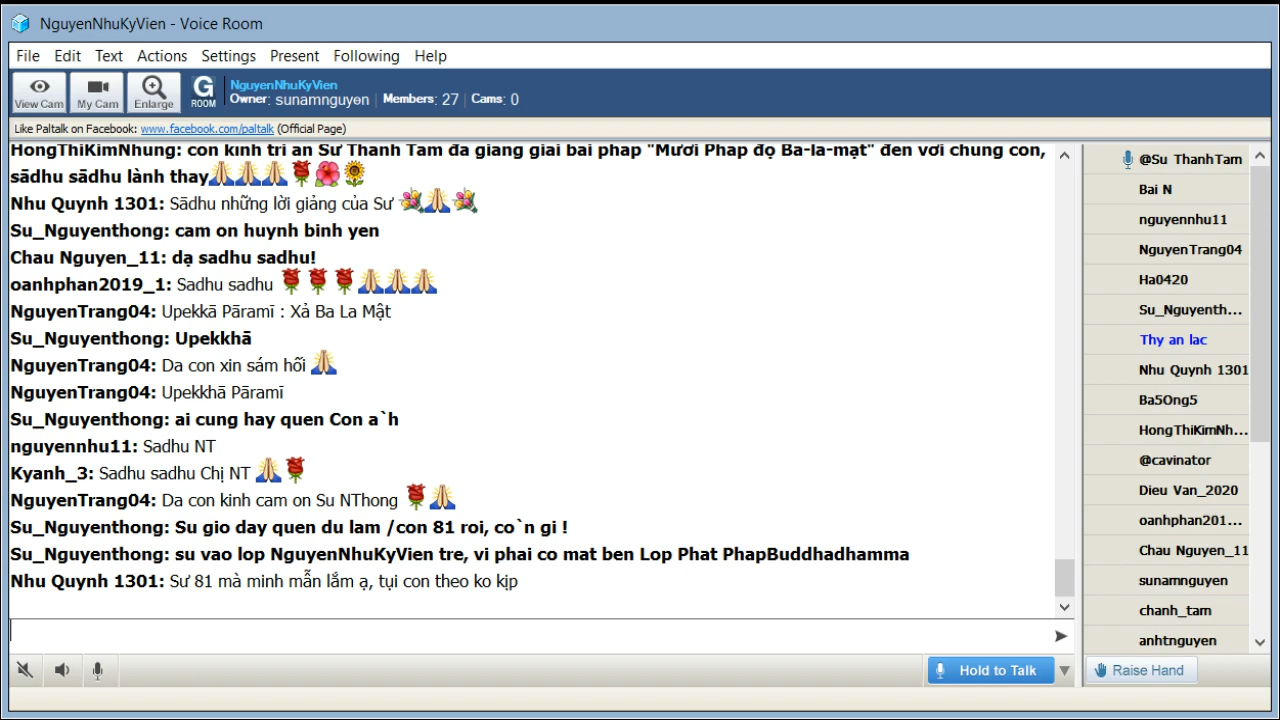 NguyenNhuKyVien - Voice Room
File Edit Text Actions Settings Present Following Help
View Cam
My Cam
Enlarge
G ROOM
NguyenNhuKyVien
Owner: sunamnguyen | Members: 27 | Cams: 0
Like Paltalk on Facebook: www.facebook.com/paltalk (Official Page)
HongThiKimNhung: con kinh tri ân Sư Thanh Tam đa giang giai bai phap "Mươi Phap độ Ba-la-mạt" đen vơi chung con,
sādhu sādhu lành thay
Nhu Quynh 1301: Sādhu những lời giảng của Sư
Su_Nguyenthong: cam on huynh binh yen
Chau Nguyen_11: dạ sadhu sadhu!
oanhphan2019_1: Sadhu sadhu
NguyenTrang04: Upekkā Pāramī : Xả Ba La Mật
Su_Nguyenthong: Upekkhā
NguyenTrang04: Da con xin sám hối
NguyenTrang04: Upekkhā Pāramī
Su_Nguyenthong: ai cung hay quen Con a`h
nguyennhu11: Sadhu NT
Kyanh_3: Sadhu sadhu Chị NT
NguyenTrang04: Da con kinh cam on Su NThong
Su_Nguyenthong: Su gio day quen du lam /con 81 roi, co`n gi !
Su_Nguyenthong: su vao lop NguyenNhuKyVien tre, vi phai co mat ben Lop Phat PhapBuddhadhamma
Nhu Quynh 1301: Sư 81 mà minh mẫn lắm ạ, tụi con theo ko kịp
Hold to Talk
@Su ThanhTam
Bai N
nguyennhu11
NguyenTrang04
Ha0420
Su_Nguyenth...
Thy an lac
Nhu Quynh 1301
Ba5Ong5
HongThiKimNh...
@cavinator
Dieu Van_2020
oanhphan201...
Chau Nguyen_11
sunamnguyen
chanh_tam
anhtnguyen
Raise Hand